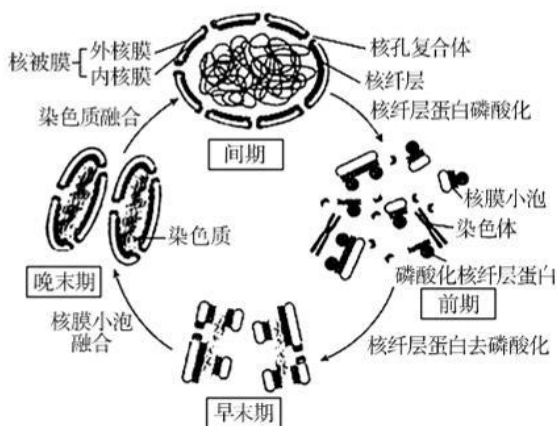 外核膜
核被膜
内核膜
核孔复合体
核纤层
染色质融合
核纤层蛋白磷酸化
间期
核膜小泡
染色体
染色质
磷酸化核纤层蛋白
晚末期
前期
核膜小泡
融合
核纤层蛋白去磷酸化
早末期